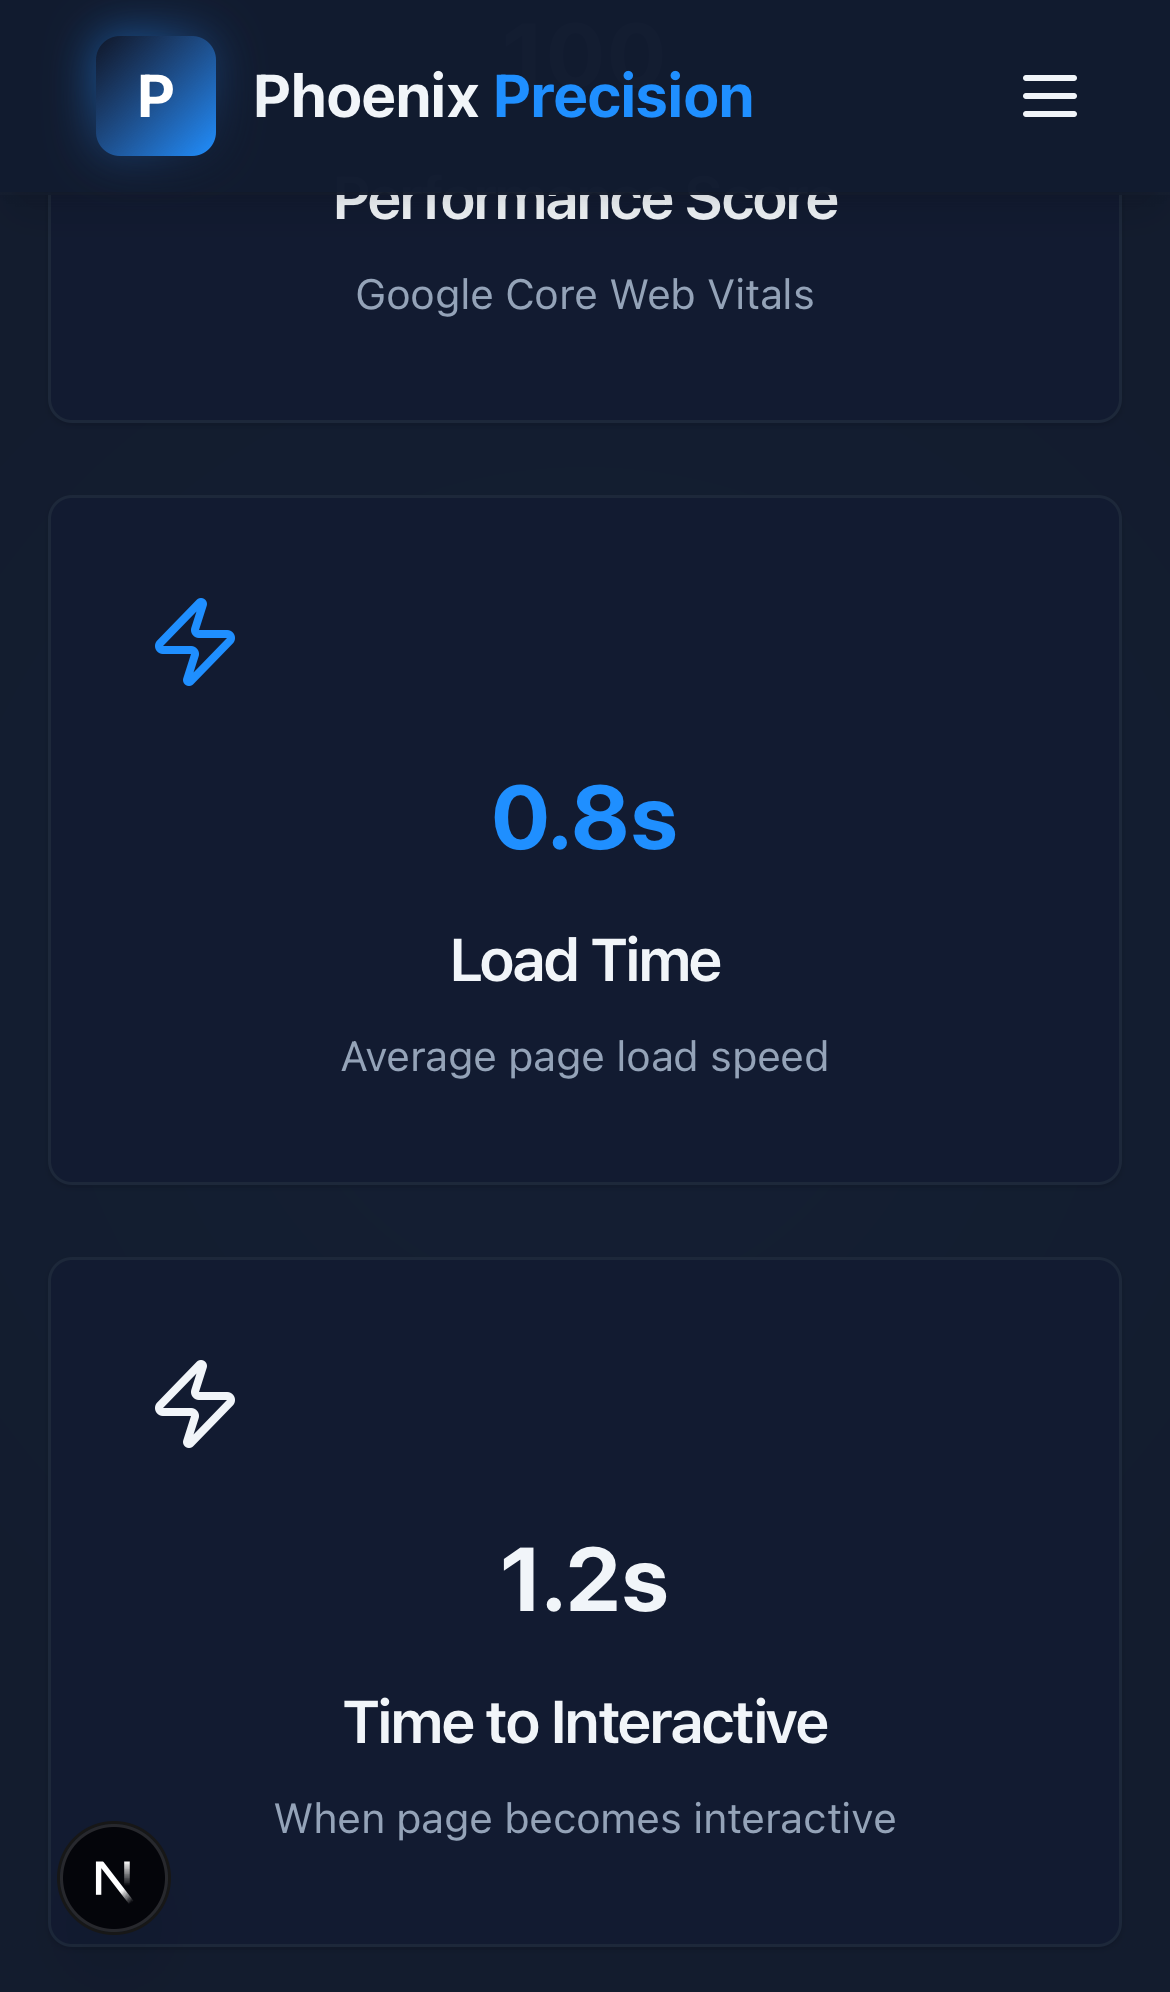 100
P
Phoenix Precision
Performance Score
Google Core Web Vitals
0.8s
Load Time
Average page load speed
1.2s
Time to Interactive
When page becomes interactive
N